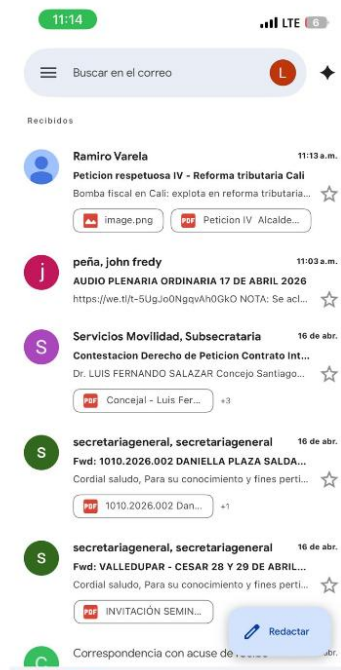 11:14
LTE 6
Buscar en el correo
L
Recibidos
Ramiro Varela 11:13 a.m.
Peticion respetuosa IV - Reforma tributaria Cali
Bomba fiscal en Cali: explota en reforma tributaria...
image.png
PDF Peticion IV Alcalde...
j
peña, john fredy 11:03 a.m.
AUDIO PLENARIA ORDINARIA 17 DE ABRIL 2026
https://we.tl/t-5UgJo0NgqvAh0GkO NOTA: Se acl...
S
Servicios Movilidad, Subsecrataria 16 de abr.
Contestacion Derecho de Peticion Contrato Int...
Dr. LUIS FERNANDO SALAZAR Concejo Santiago...
PDF Concejal - Luis Fer... +3
s
secretariageneral, secretariageneral 16 de abr.
Fwd: 1010.2026.002 DANIELLA PLAZA SALDA...
Cordial saludo, Para su conocimiento y fines perti...
PDF 1010.2026.002 Dan... +1
s
secretariageneral, secretariageneral 16 de abr.
Fwd: VALLEDUPAR - CESAR 28 Y 29 DE ABRIL...
Cordial saludo, Para su conocimiento y fines perti...
PDF INVITACIÓN SEMIN...
Redactar
C
Correspondencia con acuse de abr.